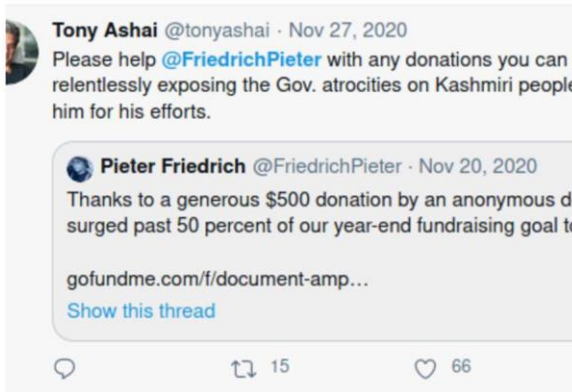 Tony Ashai @tonyashai · Nov 27, 2020
Please help @FriedrichPieter with any donations you can
relentlessly exposing the Gov. atrocities on Kashmiri people
him for his efforts.
Pieter Friedrich @FriedrichPieter · Nov 20, 2020
Thanks to a generous $500 donation by an anonymous
surged past 50 percent of our year-end fundraising goal
gofundme.com/f/document-amp…
Show this thread
15 66